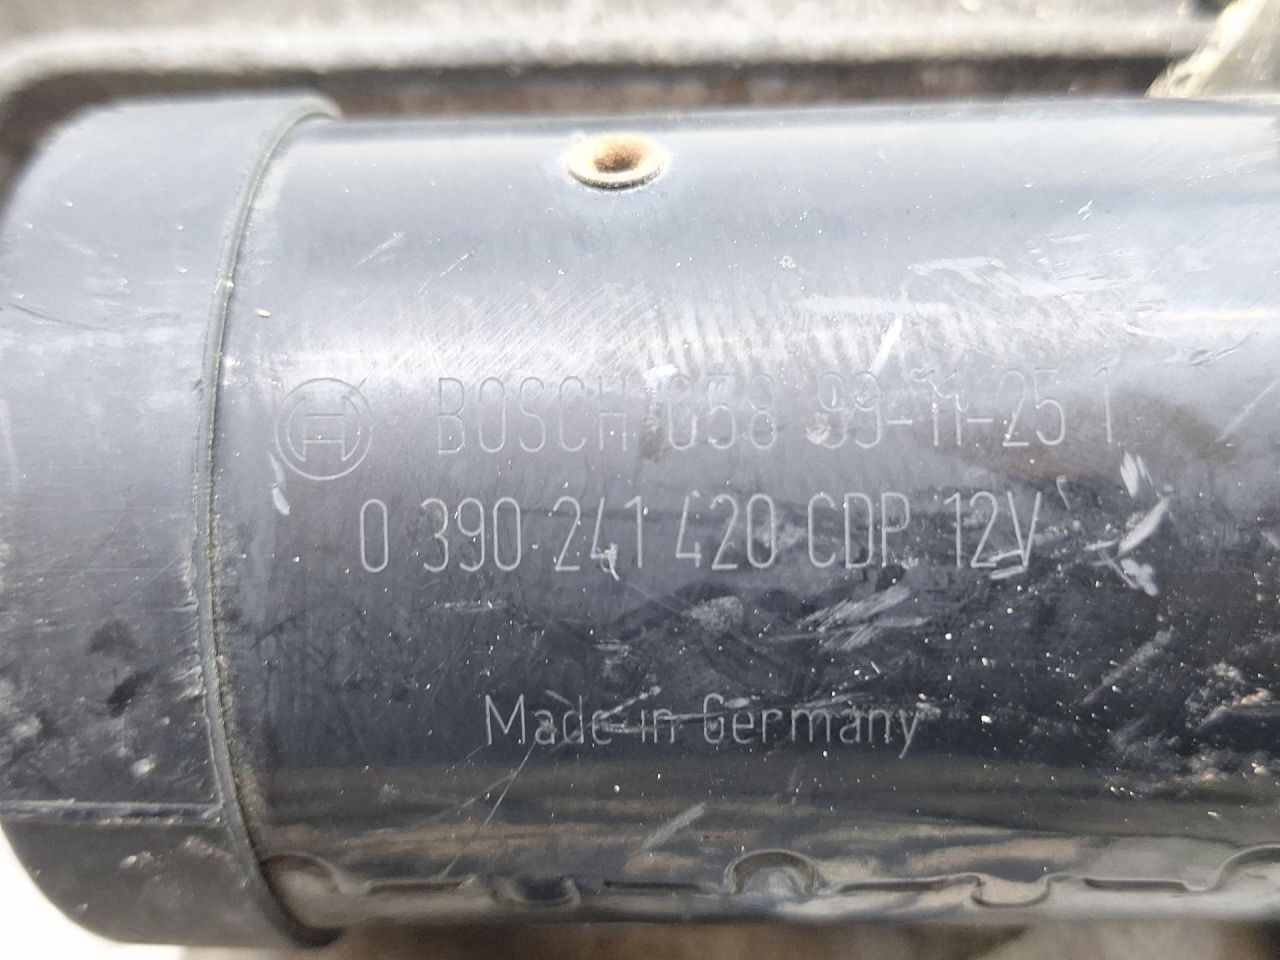 BOSCH 058 99-11-25 1
0 390 241 420 CDP 12V
Made in Germany